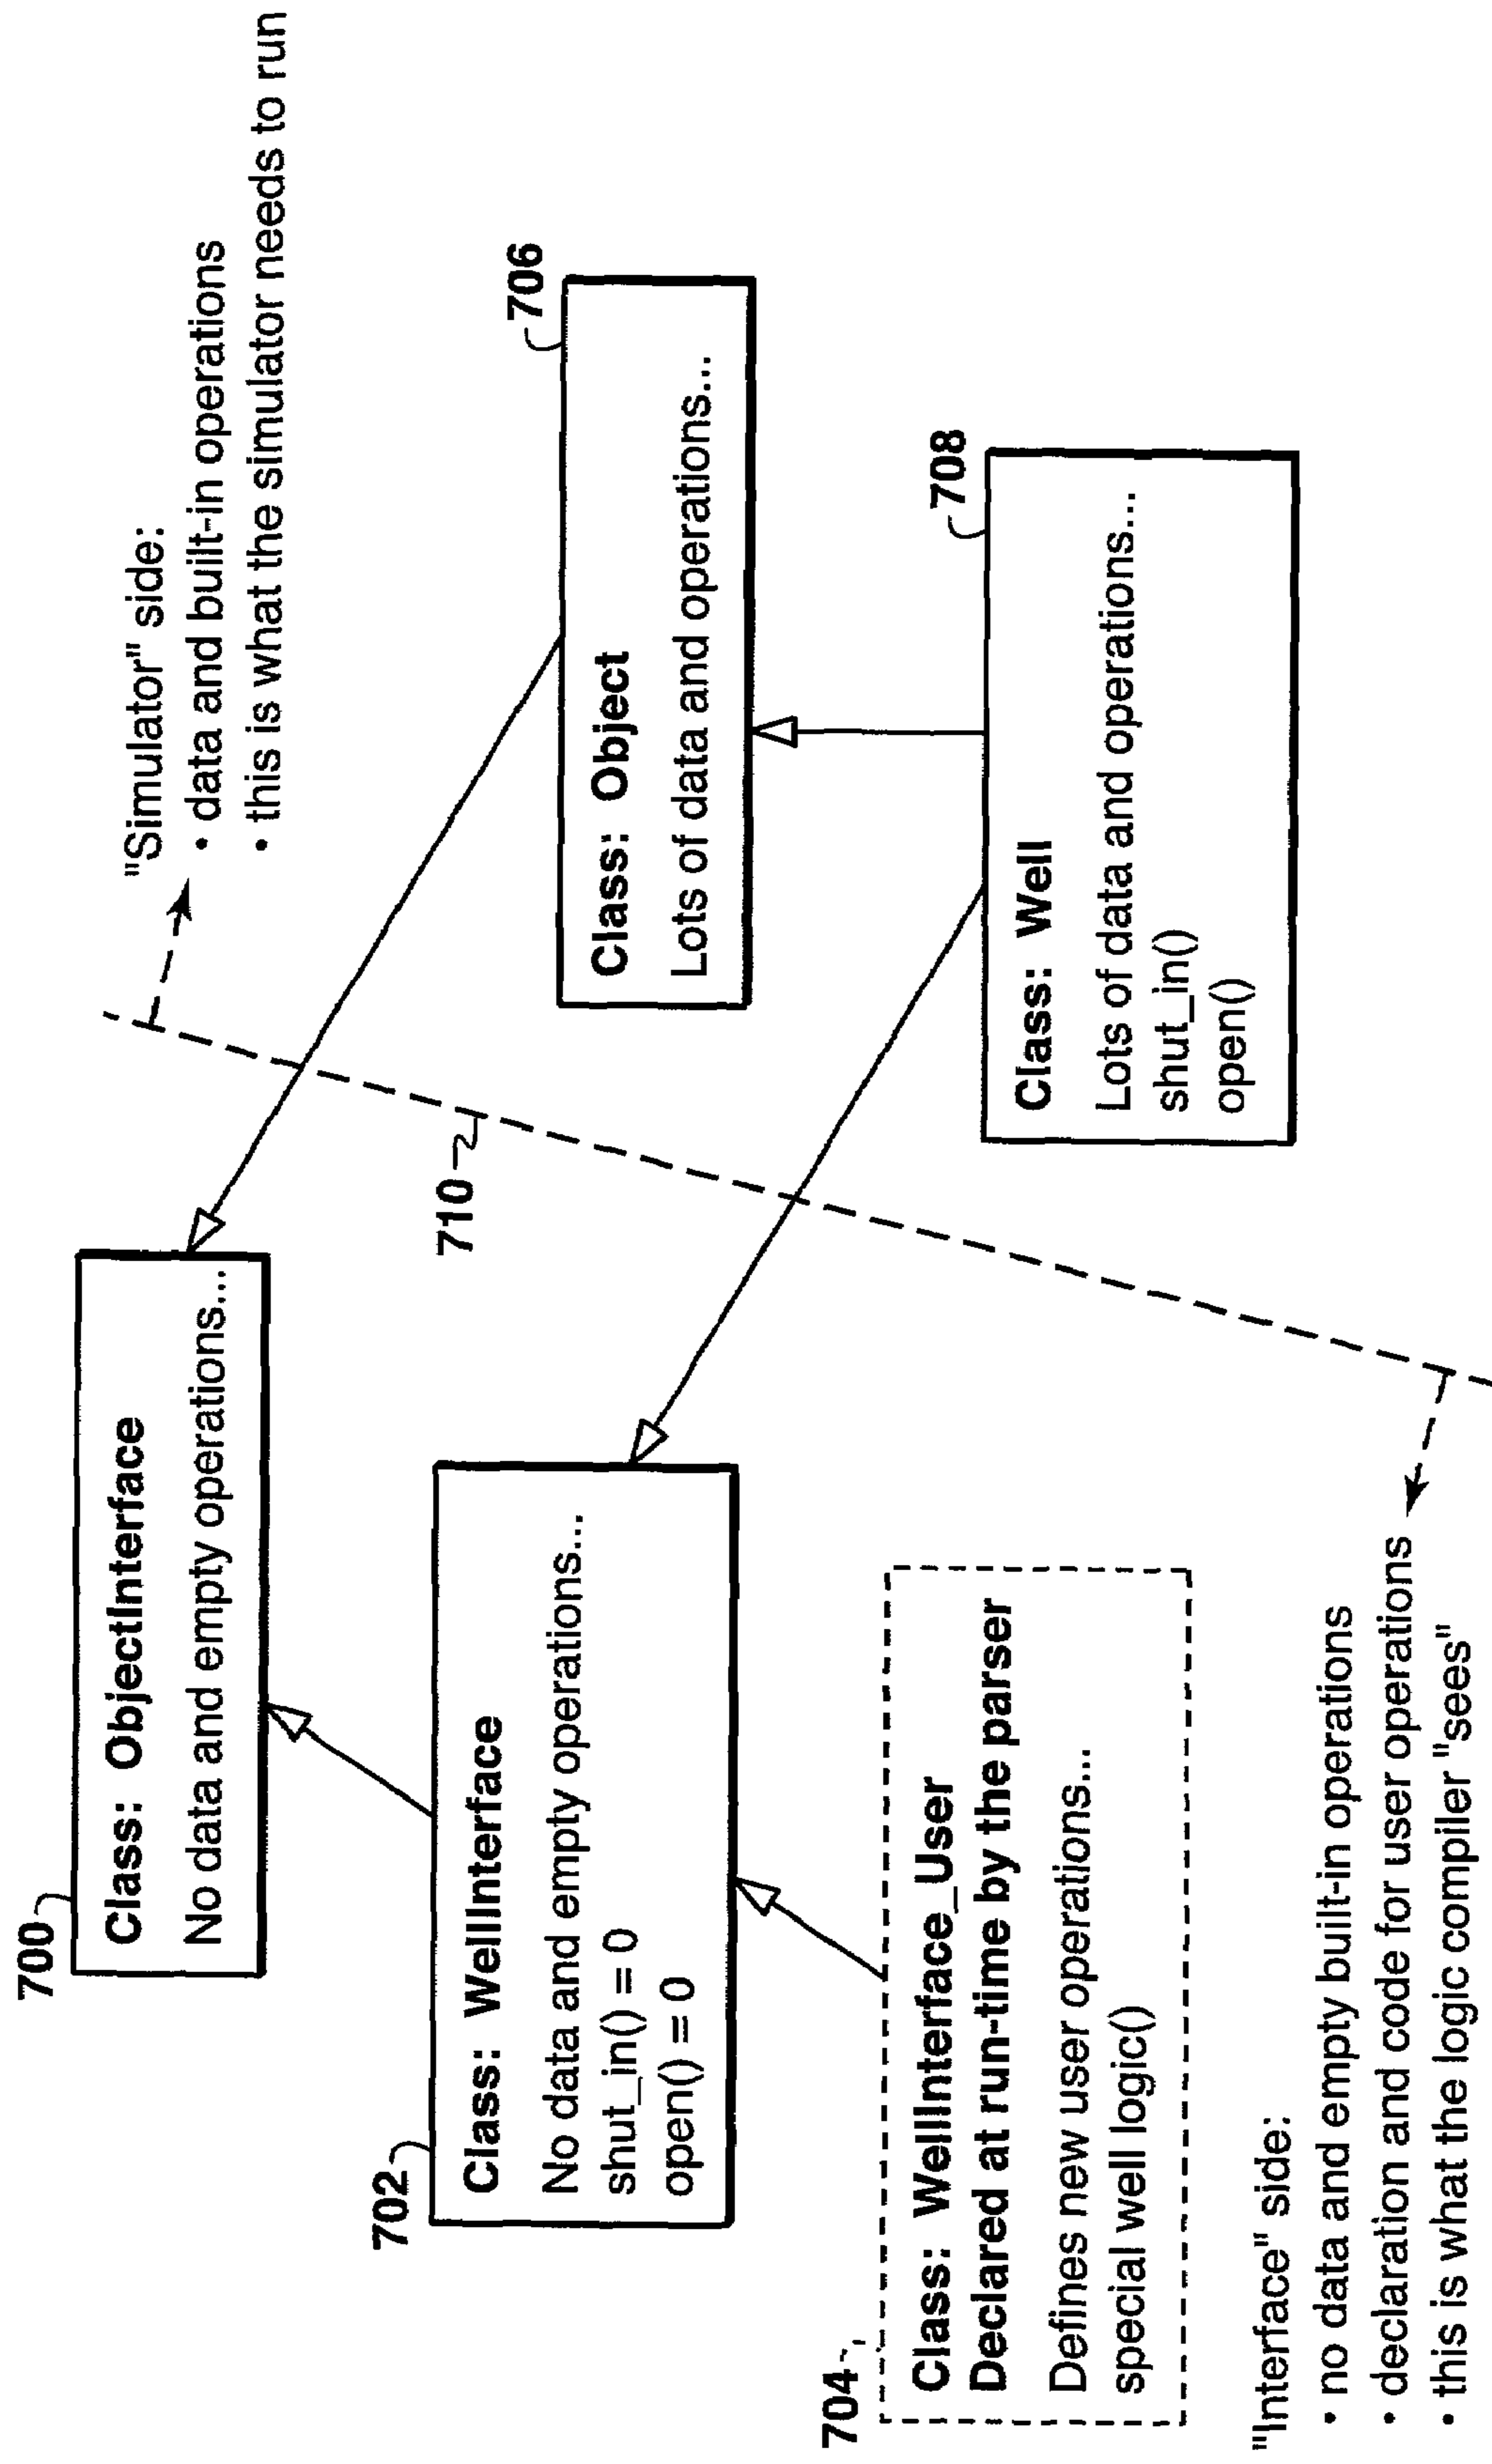 700
Class: ObjectInterface
No data and empty operations...
"Simulator" side:
• data and built-in operations
• this is what the simulator needs to run
702
Class: WellInterface
No data and empty operations...
shut_in() = 0
open() = 0
710
706
Class: Object
Lots of data and operations...
704
Class: WellInterface_User
Declared at run-time by the parser
Defines new user operations...
special well logic()
708
Class: Well
Lots of data and operations...
shut_in()
open()
"Interface" side:
• no data and empty built-in operations
• declaration and code for user operations
• this is what the logic compiler "sees"